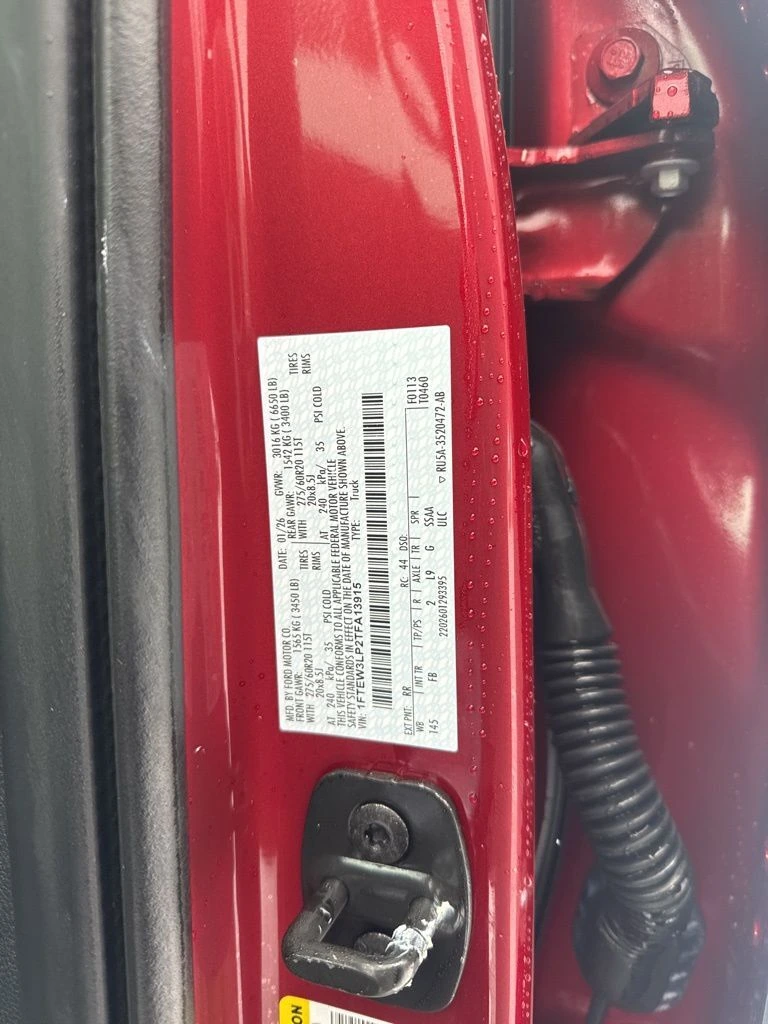 MFD. BY FORD MOTOR CO.
DATE: 01/26 GVWR: 3016 KG ( 6650 LB)
FRONT GAWR: 1565 KG ( 3450 LB) REAR GAWR: 1542 KG ( 3400 LB)
WITH 275/60R20 115T TIRES WITH 275/60R20 115T TIRES
20x8.5J RIMS 20x8.5J RIMS
AT 240 kPa/ 35 PSI COLD AT 240 kPa/ 35 PSI COLD
THIS VEHICLE CONFORMS TO ALL APPLICABLE FEDERAL MOTOR VEHICLE
SAFETY STANDARDS IN EFFECT ON THE DATE OF MANUFACTURE SHOWN ABOVE.
VIN: 1FTEW3LP2TFA13915 TYPE: Truck
EXT PNT: RR RC: 44 DSO: F0113
WB INT TR TP/PS R AXLE TR SPR T0460
145 FB 2 L9 G SSAA
2202601293395 ULC ▽ RU5A-3520472-AB
ON